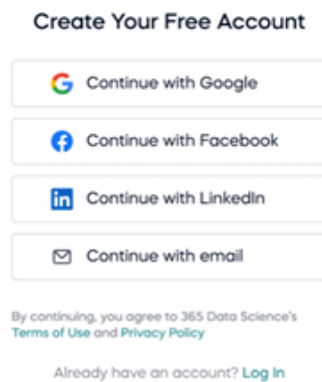 Create Your Free Account
Continue with Google
Continue with Facebook
in Continue with LinkedIn
Continue with email
By continuing, you agree to 365 Data Science's
Terms of Use and Privacy Policy
Already have an account? Log In